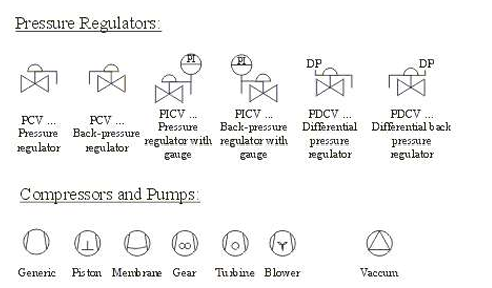 Pressure Regulators:
PI PI
DP DP
PCV ... PCV ... PICV ... PICV ... PDCV ... PDCV ...
Pressure Back-pressure Pressure Back-pressure Differential Differential back
regulator regulator regulator with regulator with pressure pressure
gauge gauge regulator regulator
Compressors and Pumps:
Generic Piston Membrane Gear Turbine Blower Vaccum